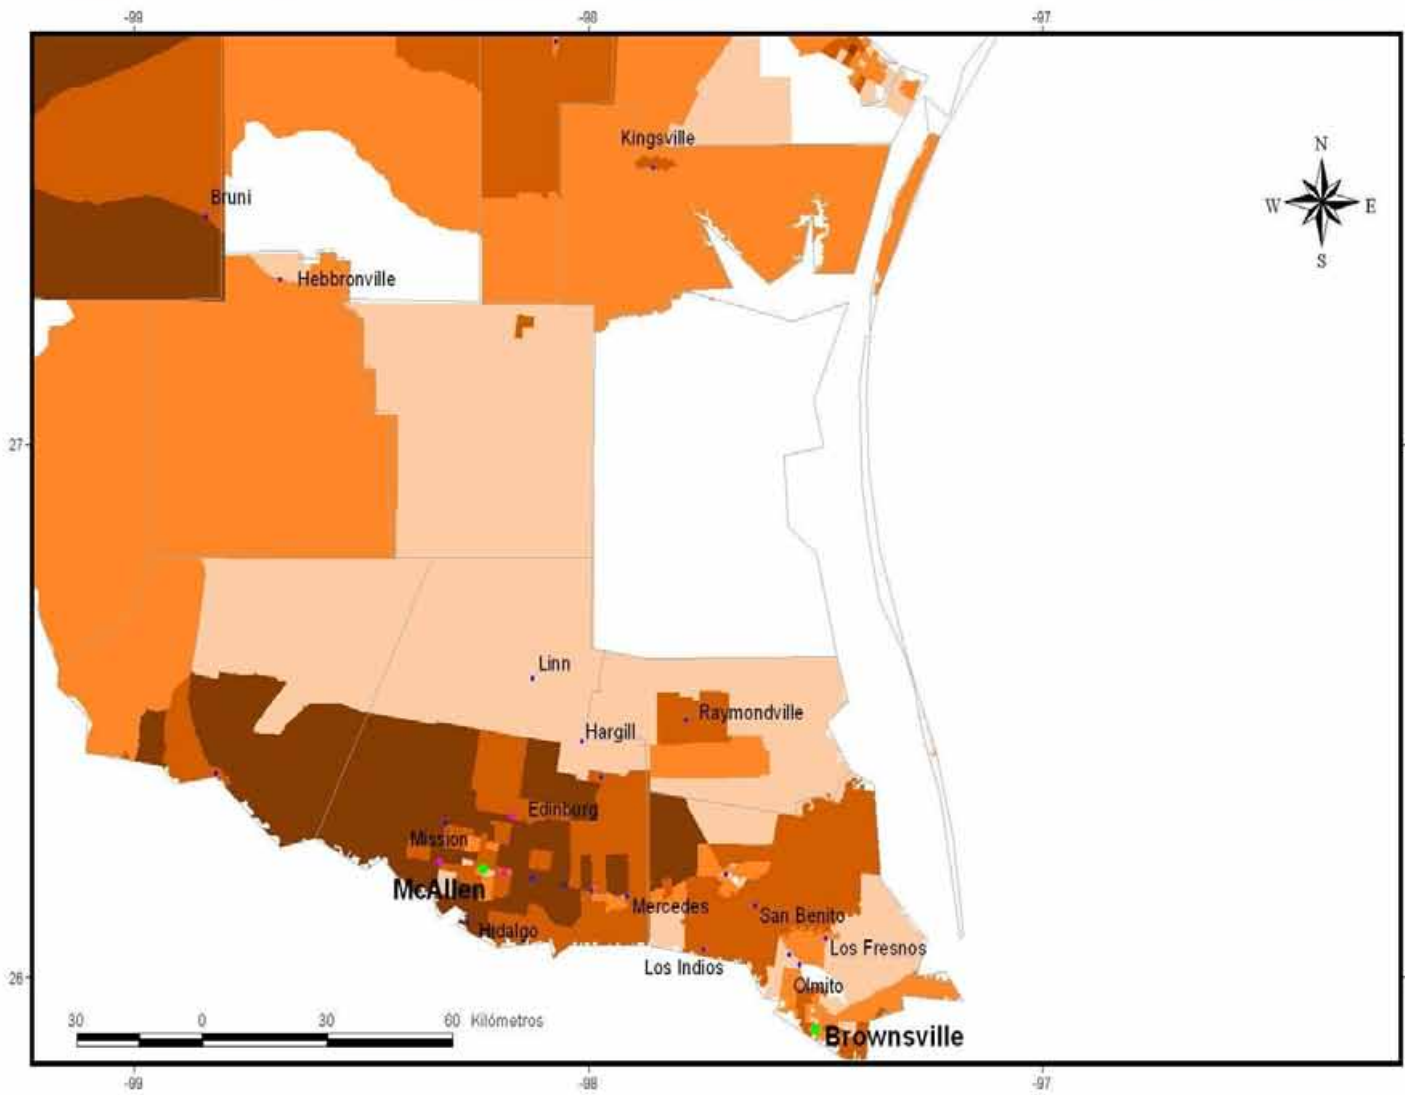 -99 -98 -97
Kingsville
N
W E
S
Bruni
Hebbronville
27
Linn
Raymondville
Hargill
Edinburg
Mission
McAllen
Mercedes
San Benito
Hidalgo
Los Fresnos
Los Indios
26
Olmito
30 0 30 60 Kilómetros
Brownsville
-99 -98 -97